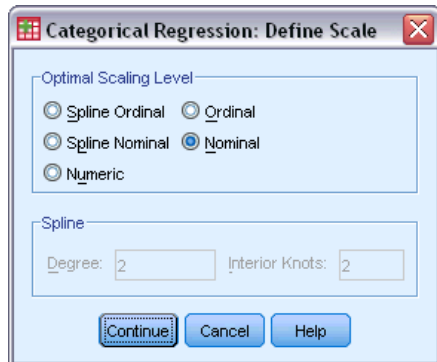 Categorical Regression: Define Scale
Optimal Scaling Level
Spline Ordinal Ordinal
Spline Nominal Nominal
Numeric
Spline
Degree: 2 Interior Knots: 2
Continue Cancel Help